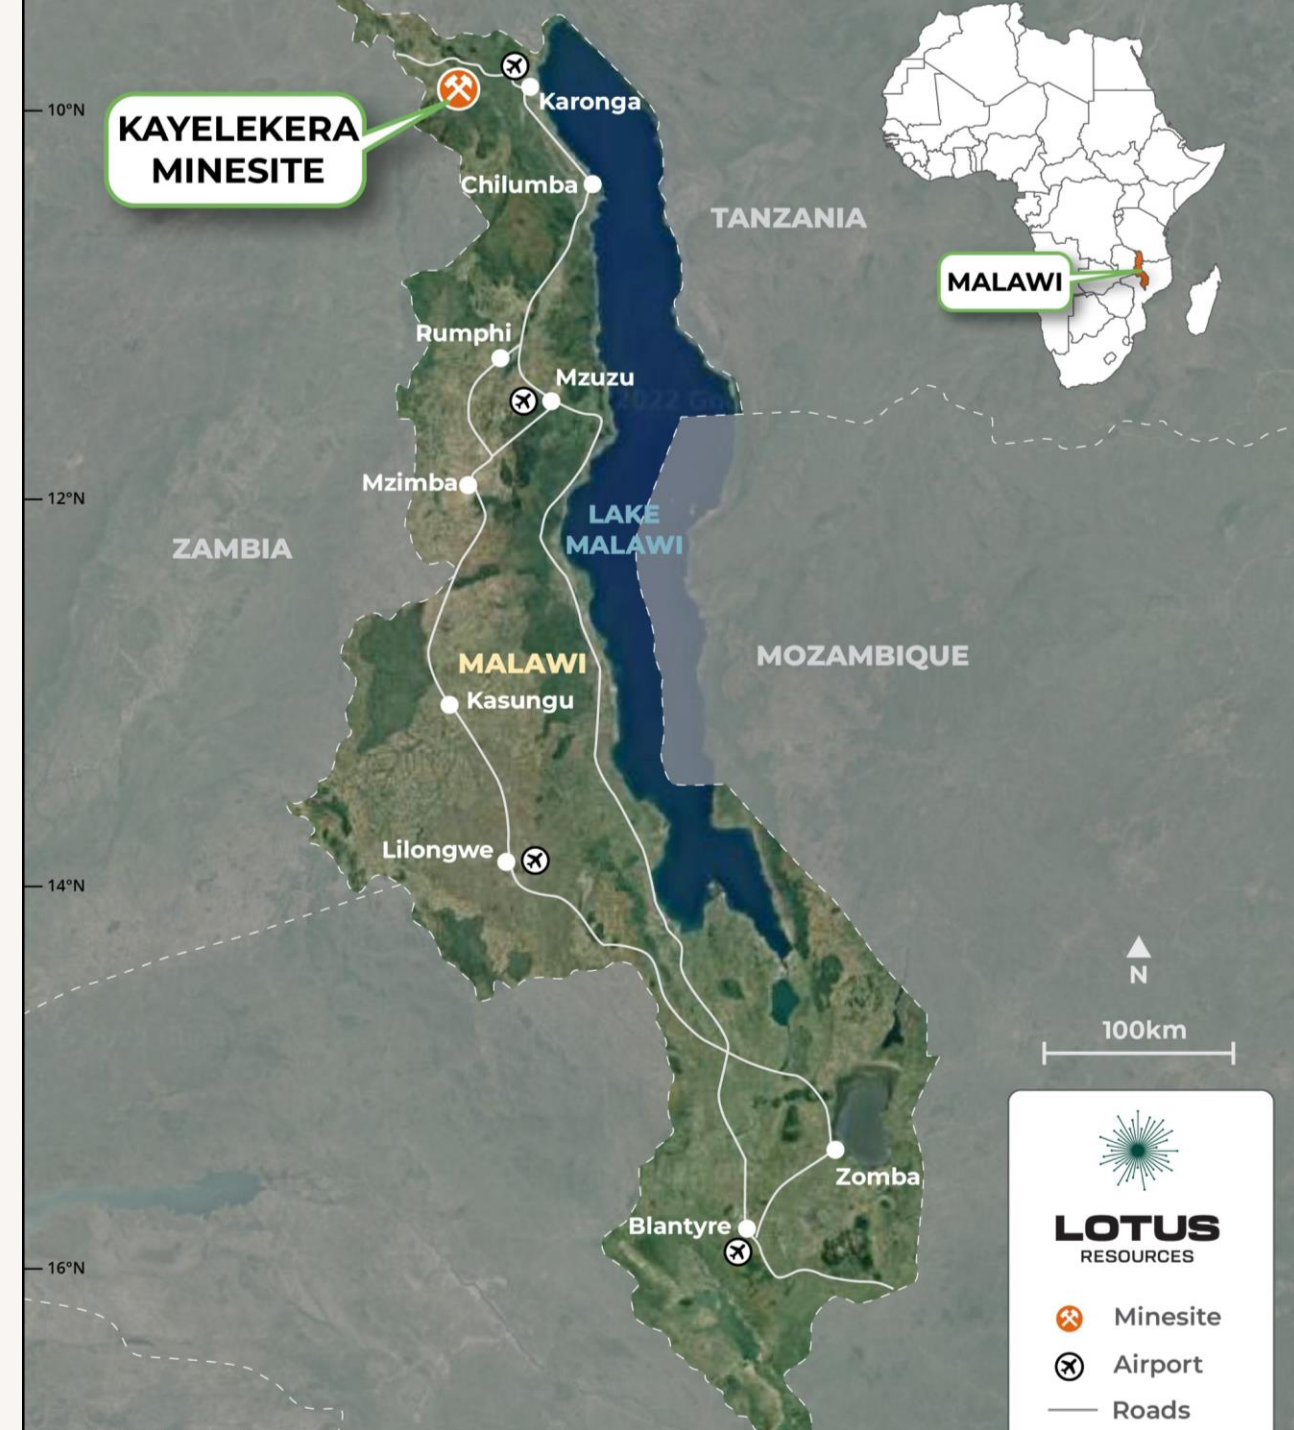 10°N
KAYELEKERA
MINESITE
Karonga
Chilumba
TANZANIA
MALAWI
Rumphi
Mzuzu
Mzimba
12°N
LAKE
MALAWI
ZAMBIA
MALAWI
Kasungu
MOZAMBIQUE
Lilongwe
14°N
N
100km
Zomba
Blantyre
16°N
LOTUS
RESOURCES
Minesite
Airport
Roads